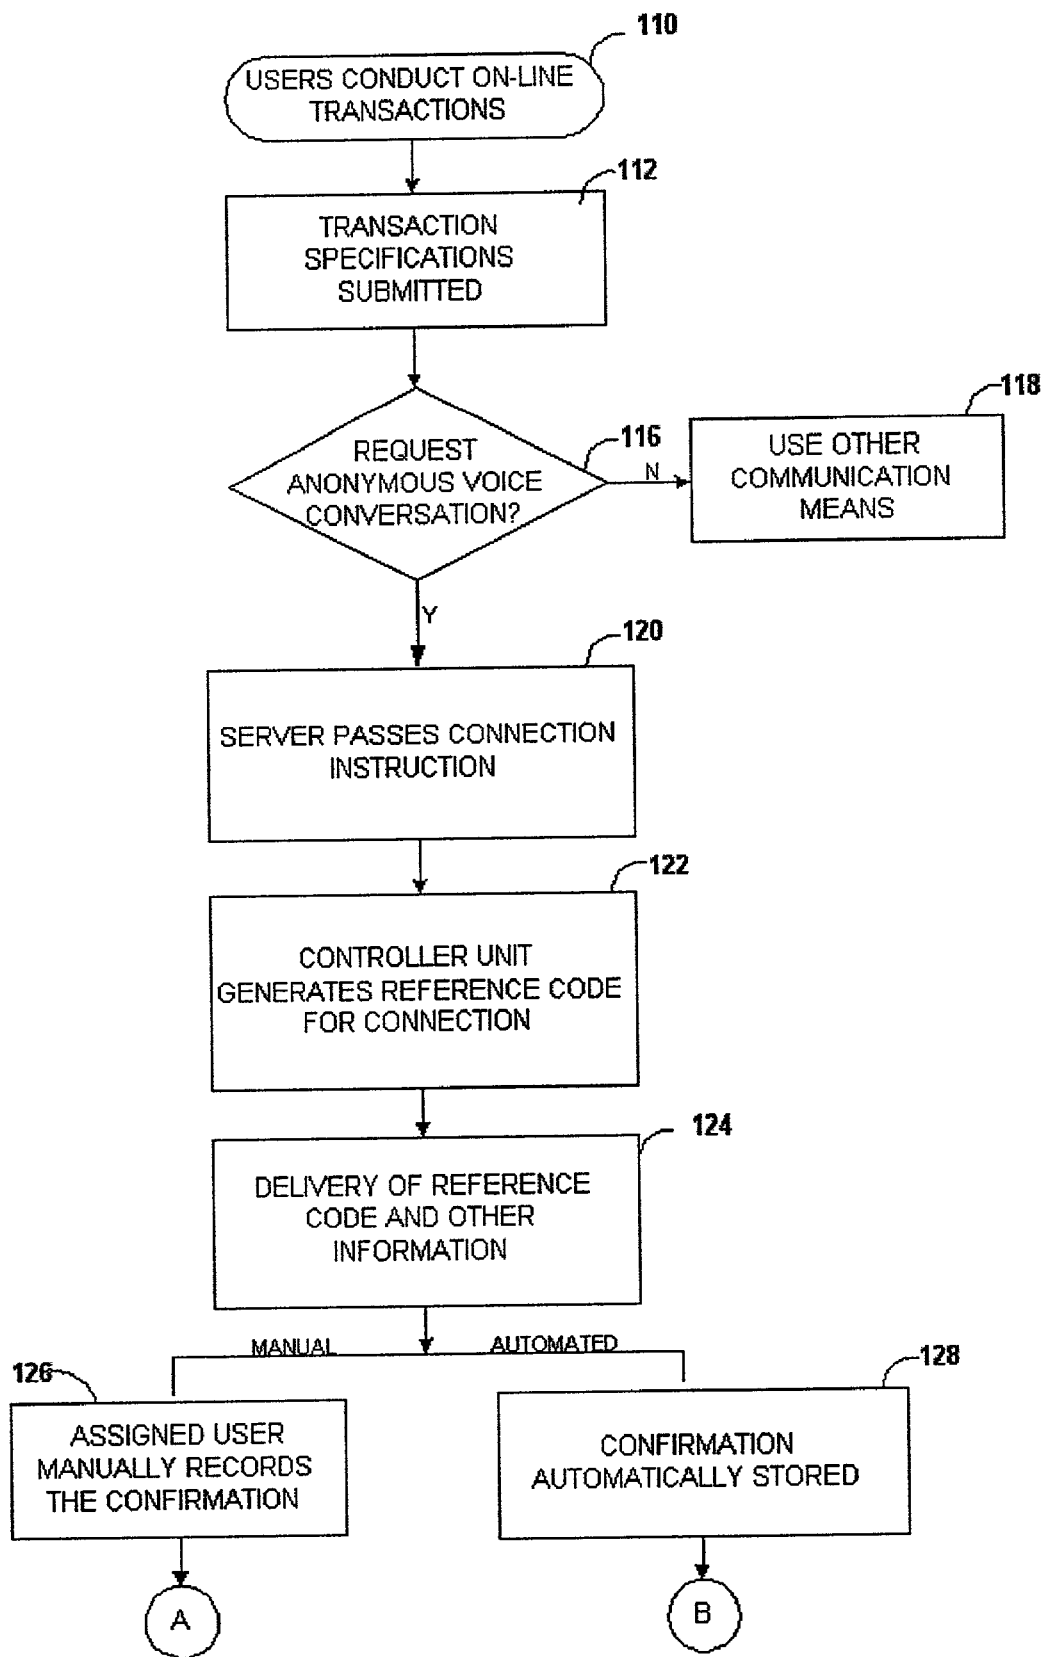 110
USERS CONDUCT ON-LINE
TRANSACTIONS
112
TRANSACTION
SPECIFICATIONS
SUBMITTED
118
116
REQUEST
ANONYMOUS VOICE
CONVERSATION?
N
USE OTHER
COMMUNICATION
MEANS
Y
120
SERVER PASSES CONNECTION
INSTRUCTION
122
CONTROLLER UNIT
GENERATES REFERENCE CODE
FOR CONNECTION
124
DELIVERY OF REFERENCE
CODE AND OTHER
INFORMATION
MANUAL
AUTOMATED
126
128
ASSIGNED USER
MANUALLY RECORDS
THE CONFIRMATION
CONFIRMATION
AUTOMATICALLY STORED
A
B